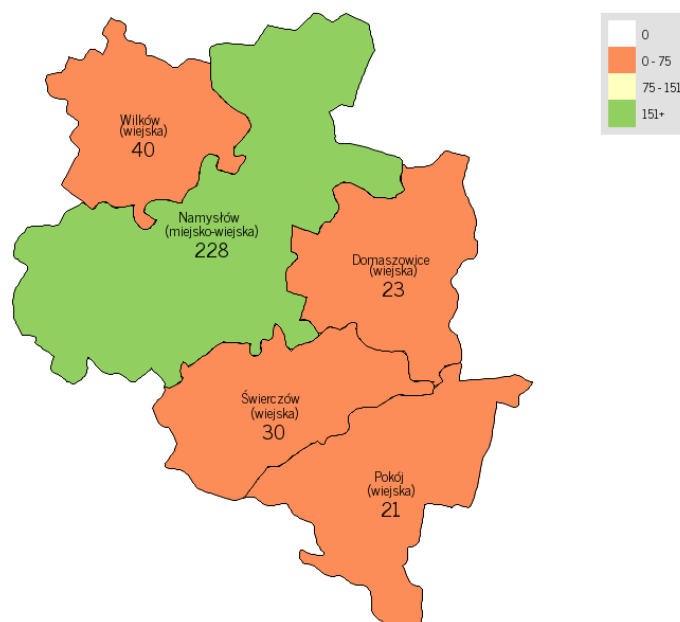 0
0 - 75
75 - 151
151+
Wilków
(wiejska)
40
Namysłów
(miejsko-wiejska)
228
Domaszowice
(wiejska)
23
Świerczów
(wiejska)
30
Pokój
(wiejska)
21